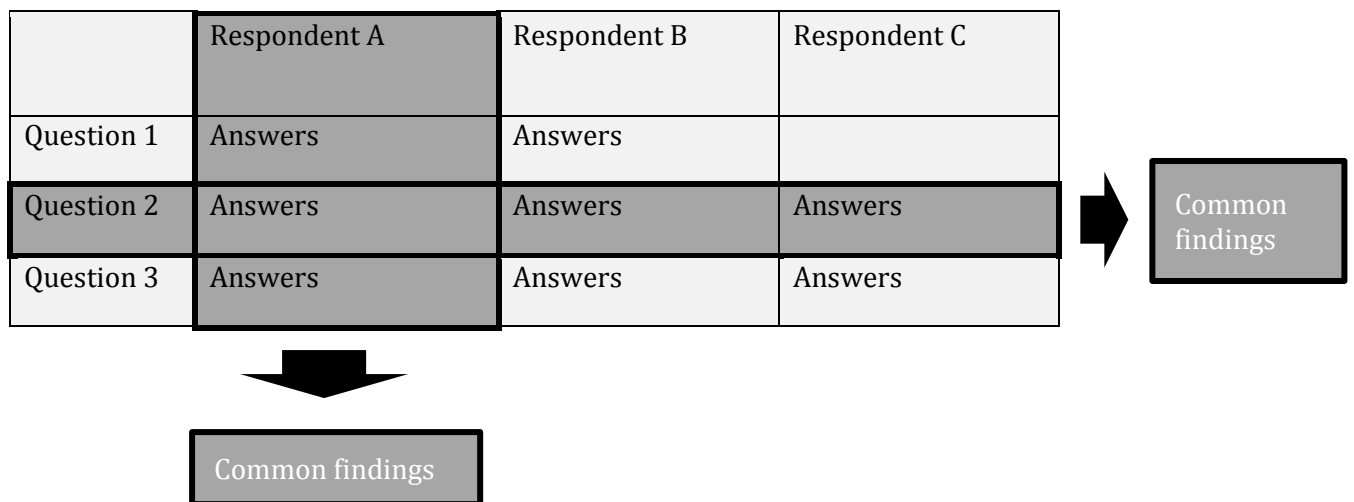 Respondent A Respondent B Respondent C
Question 1 Answers Answers
Question 2 Answers Answers Answers
Question 3 Answers Answers Answers
Common
findings
Common findings